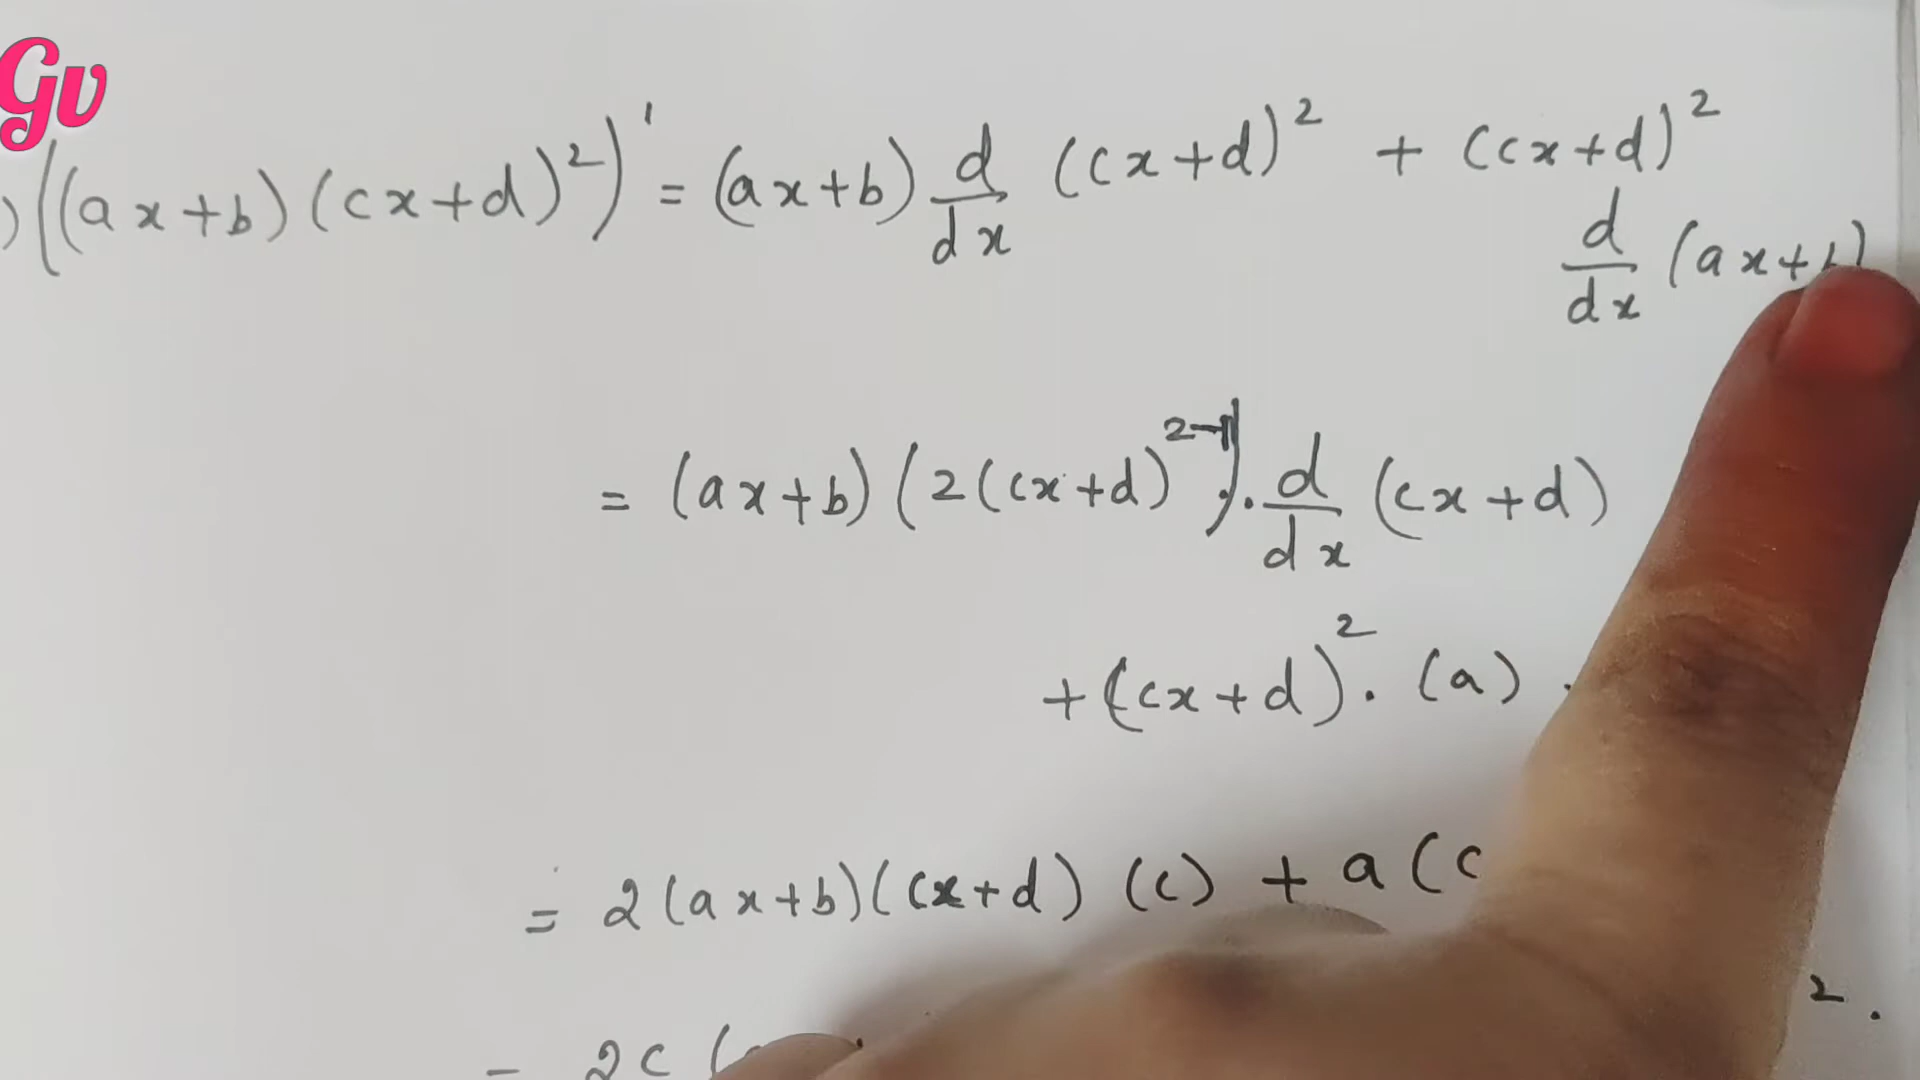 Gv
) ((ax+b)(cx+d)²)' = (ax+b) d/dx (cx+d)² + (cx+d)²
d/dx (ax+b)
= (ax+b) (2(cx+d)²⁻¹) . d/dx (cx+d)
+ (cx+d)² . (a) .
= 2(ax+b)(cx+d) (c) + a (c
2 .
= 2c (